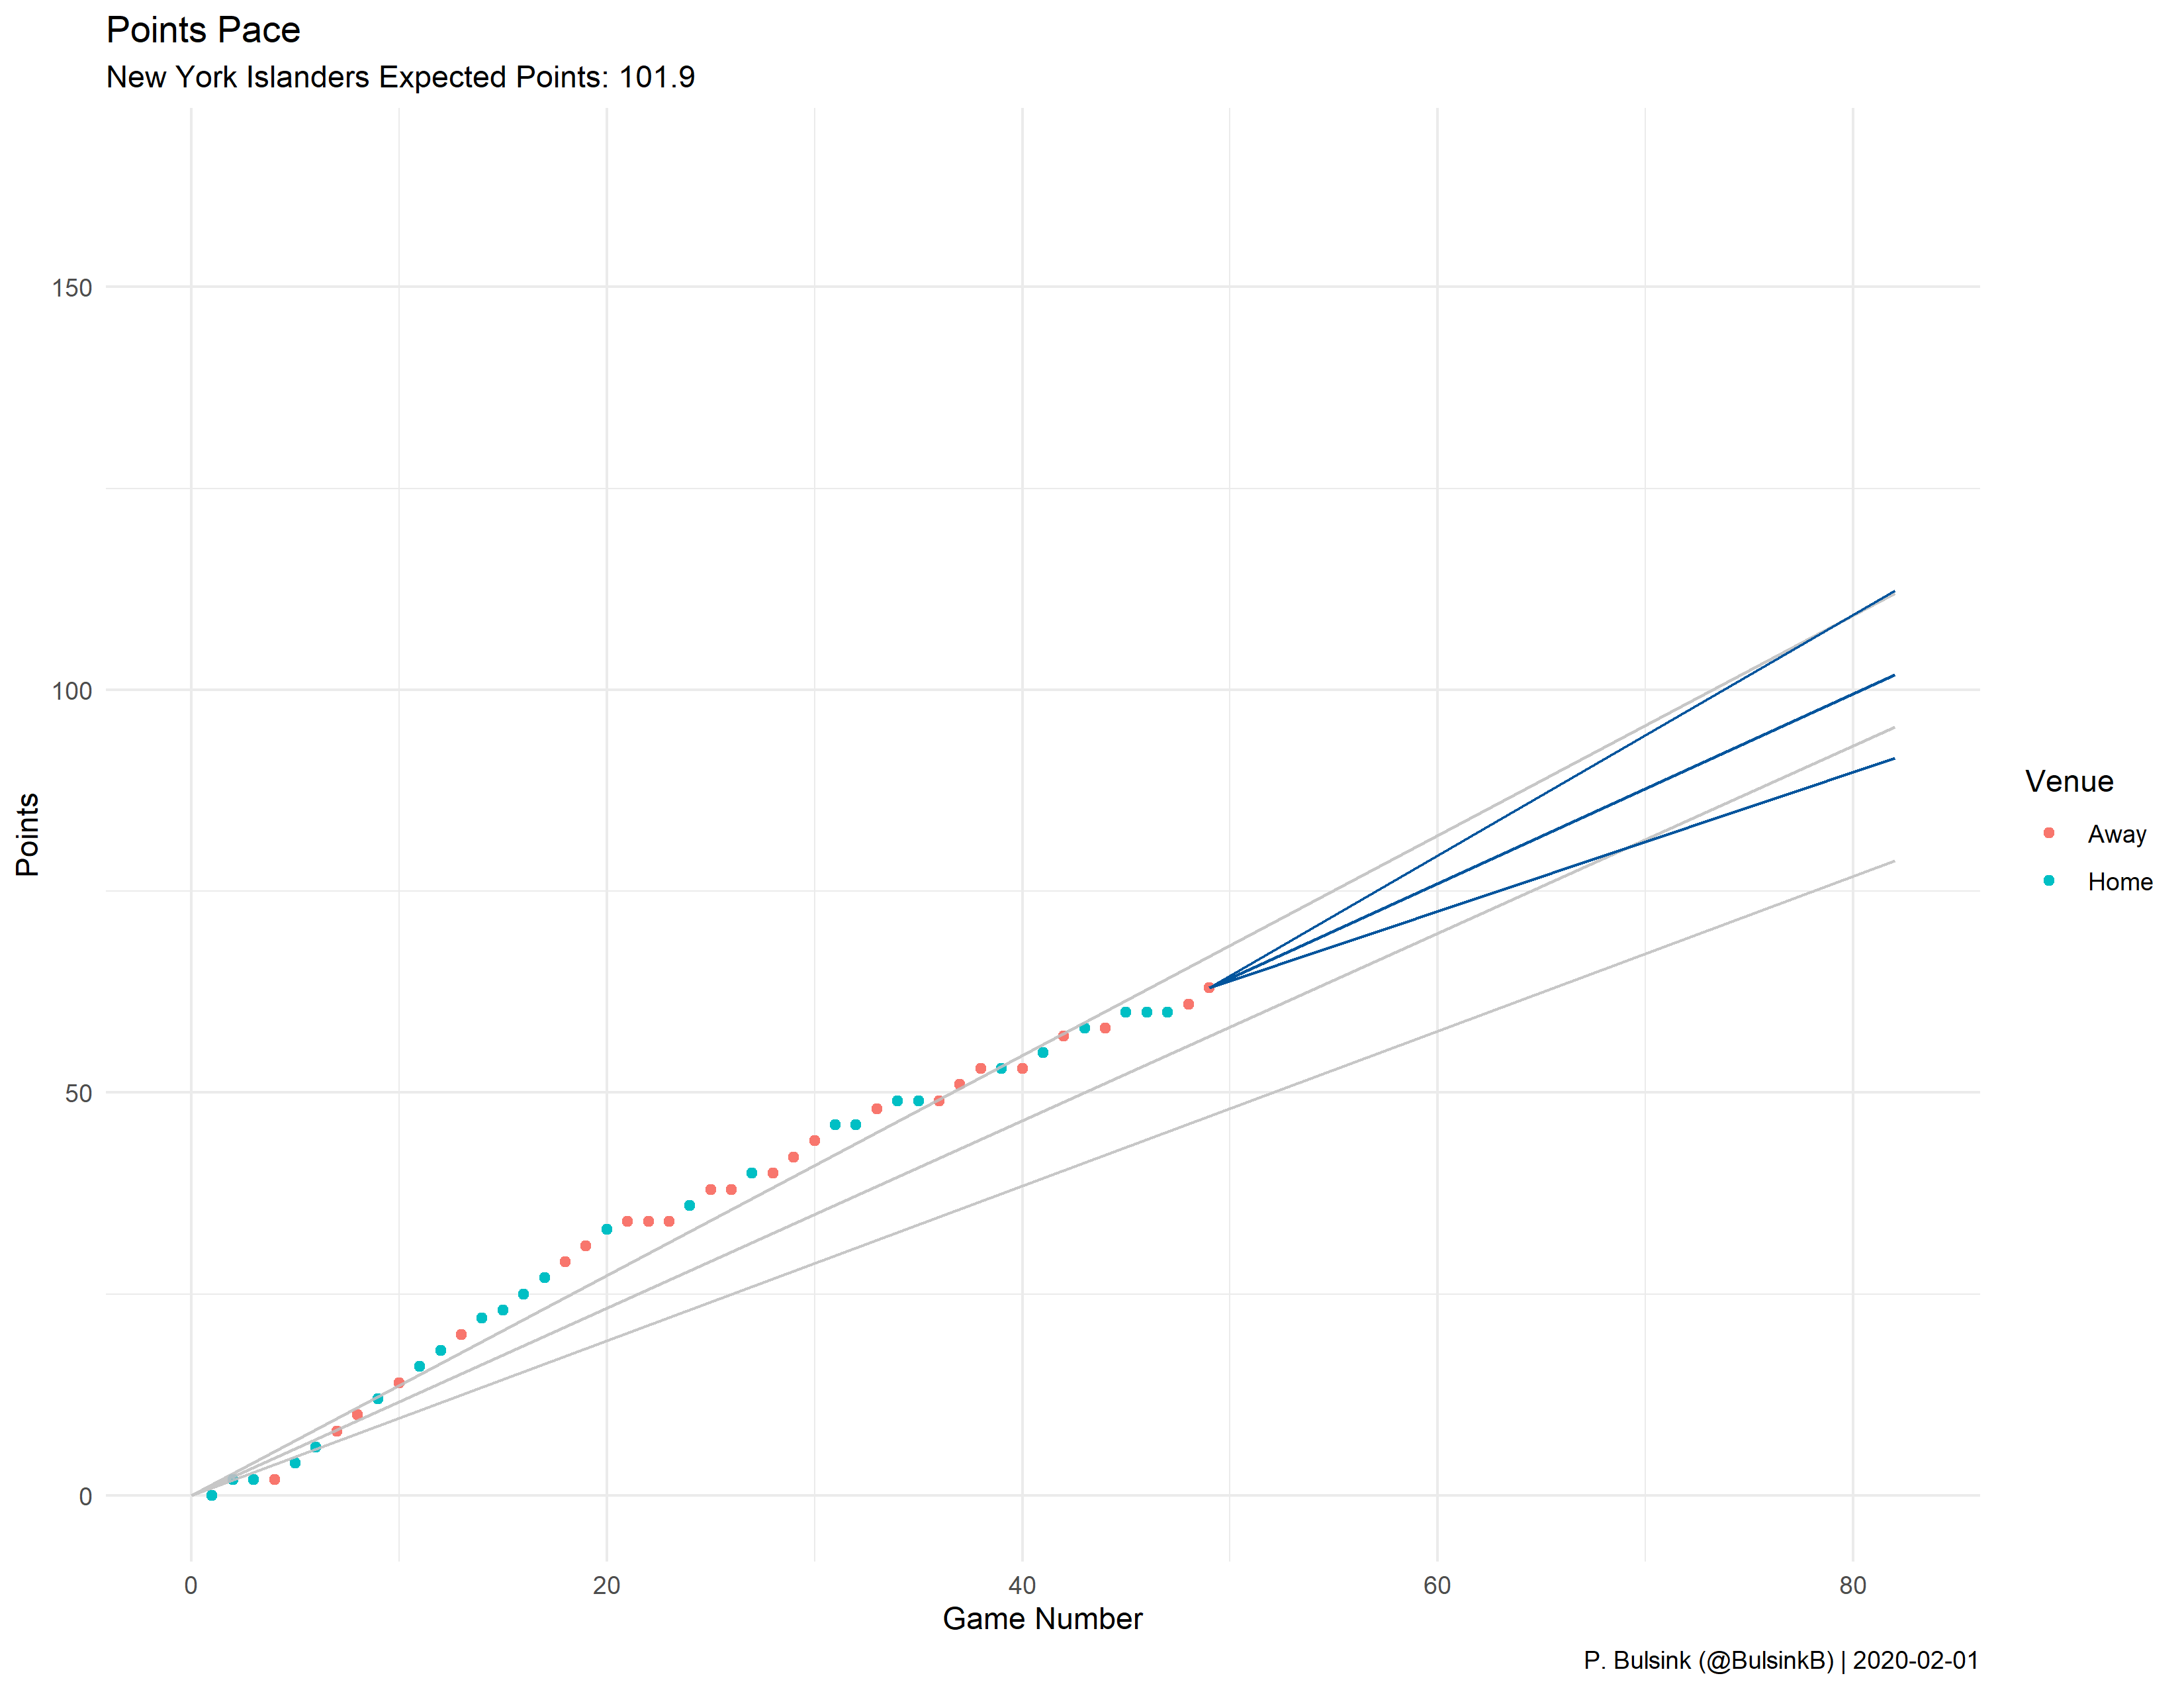 Points Pace
New York Islanders Expected Points: 101.9
150
100
50
0
Points
0 20 40 60 80
Game Number
Venue
Away
Home
P. Bulsink (@BulsinkB) | 2020-02-01